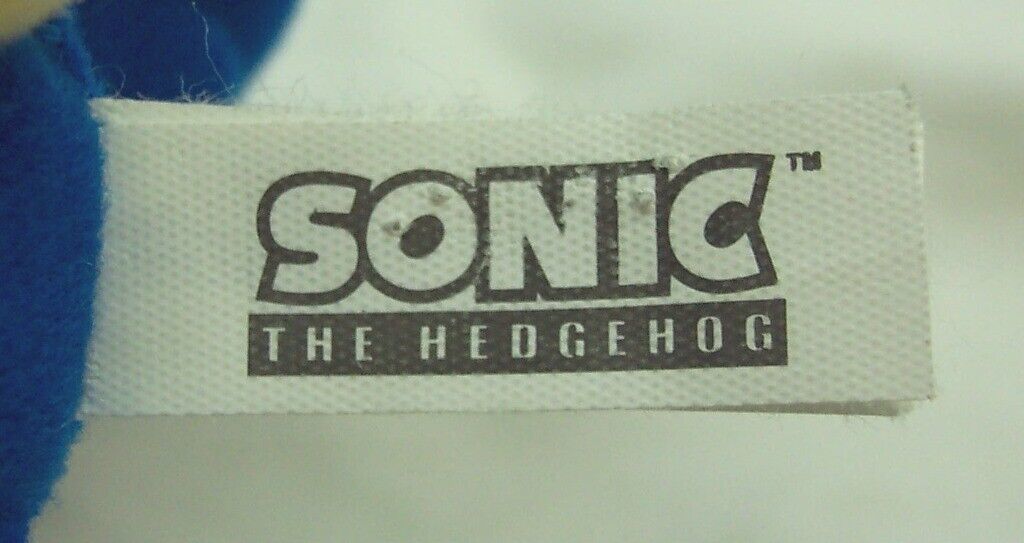 SONIC™
THE HEDGEHOG